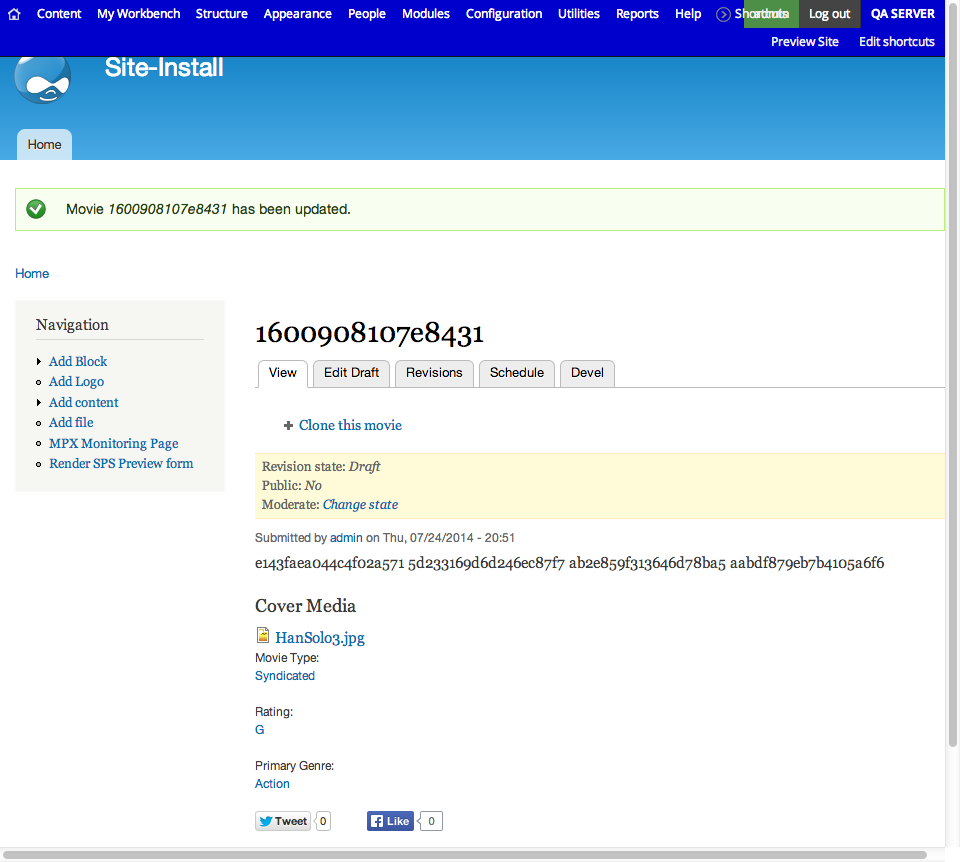 Content My Workbench Structure Appearance People Modules Configuration Utilities Reports Help Shortcuts Log out QA SERVER
Preview Site Edit shortcuts
Site-Install
Home
Movie 1600908107e8431 has been updated.
Home
Navigation
Add Block
Add Logo
Add content
Add file
MPX Monitoring Page
Render SPS Preview form
1600908107e8431
View Edit Draft Revisions Schedule Devel
Clone this movie
Revision state: Draft
Public: No
Moderate: Change state
Submitted by admin on Thu, 07/24/2014 - 20:51
e143faea044c4f02a571 5d233169d6d246ec87f7 ab2e859f313646d78ba5 aabdf879eb7b4105a6f6
Cover Media
HanSolo3.jpg
Movie Type:
Syndicated
Rating:
G
Primary Genre:
Action
Tweet 0 Like 0